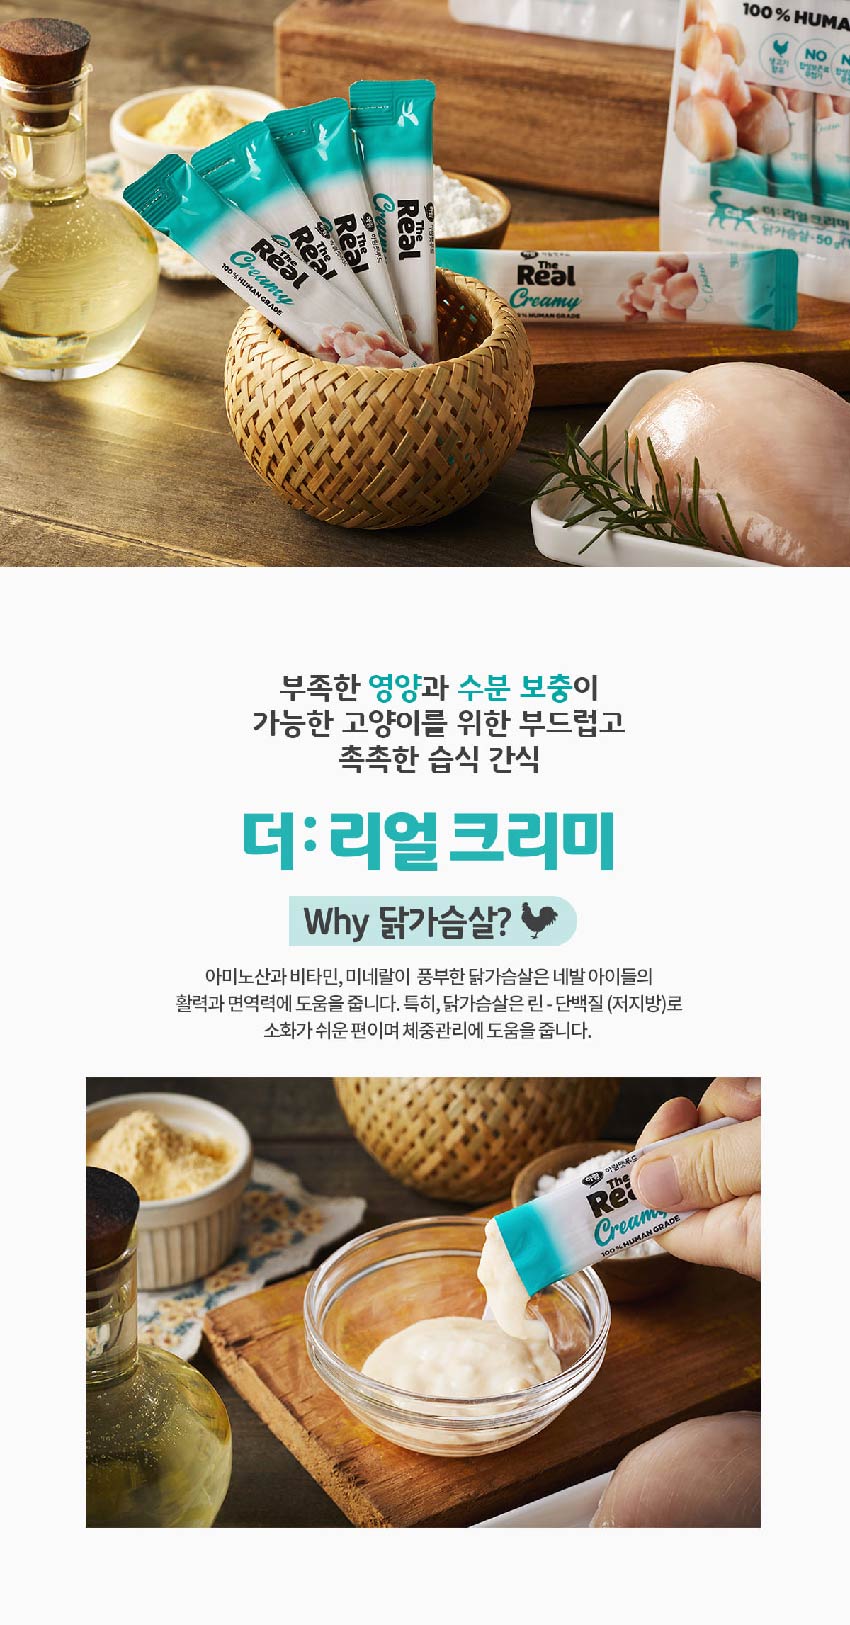 100 % HUMA
NO
더: 리얼 크리미
닭가슴살 - 50 g
The
Real
Creamy
100 % HUMAN GRADE
The
Real
The
Real
The
Real
Creamy
The
Real
Creamy
% HUMAN GRADE
부족한 영양과 수분 보충이
가능한 고양이를 위한 부드럽고
촉촉한 습식 간식
더: 리얼 크리미
Why 닭가슴살?
아미노산과 비타민, 미네랄이 풍부한 닭가슴살은 네발 아이들의
활력과 면역력에 도움을 줍니다. 특히, 닭가슴살은 린 - 단백질 (저지방)로
소화가 쉬운 편이며 체중관리에 도움을 줍니다.
The
Re
Creamy
100 % HUMAN GRADE